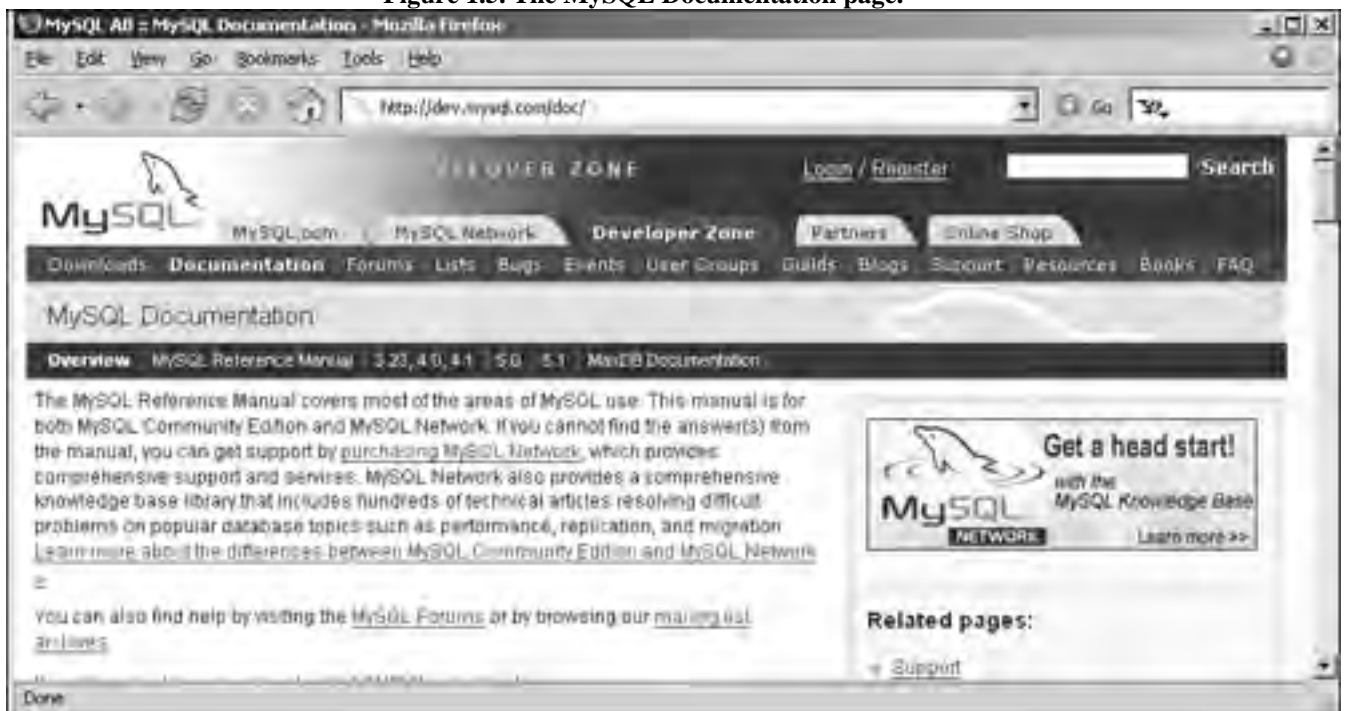 Figure 1.3. The MySQL Documentation page.
MySQL AB :: MySQL Documentation - Mozilla Firefox
File Edit View Go Bookmarks Tools Help
http://dev.mysql.com/doc/
Go
ZONE
Login / Register
Search
MySQL
MySQL.com
MySQL Network
Developer Zone
Partners
Online Shop
Downloads Documentation Forums Lists Bugs Events User Groups Guilds Blogs Support Resources Books FAQ
MySQL Documentation
Overview MySQL Reference Manual 3.23, 4.0, 4.1 5.0 5.1 MaxDB Documentation
The MySQL Reference Manual covers most of the areas of MySQL use. This manual is for
both MySQL Community Edition and MySQL Network. If you cannot find the answer(s) from
the manual, you can get support by purchasing MySQL Network, which provides
comprehensive support and services. MySQL Network also provides a comprehensive
knowledge base library that includes hundreds of technical articles resolving difficult
problems on popular database topics such as performance, replication, and migration
Learn more about the differences between MySQL Community Edition and MySQL Network
»
You can also find help by visiting the MySQL Forums or by browsing our mailing list
archives
Get a head start!
with the
MySQL Knowledge Base
MySQL
NETWORK
Learn more >>
Related pages:
Support
Done